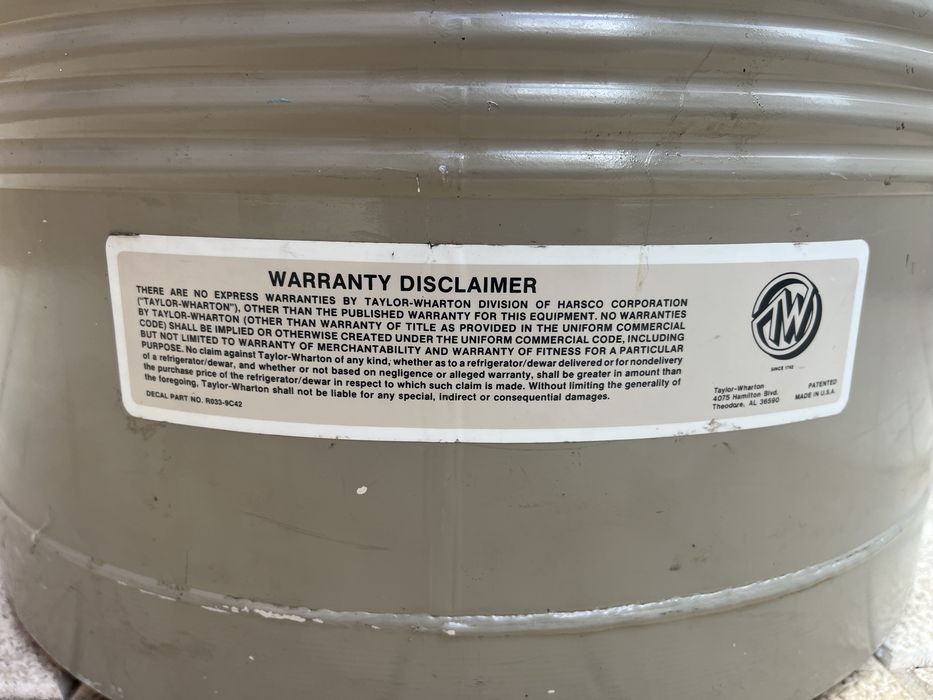 WARRANTY DISCLAIMER
THERE ARE NO EXPRESS WARRANTIES BY TAYLOR-WHARTON DIVISION OF HARSCO CORPORATION
("TAYLOR-WHARTON"), OTHER THAN THE PUBLISHED WARRANTY FOR THIS EQUIPMENT. NO WARRANTIES
BY TAYLOR-WHARTON (OTHER THAN WARRANTY OF TITLE AS PROVIDED IN THE UNIFORM COMMERCIAL
CODE) SHALL BE IMPLIED OR OTHERWISE CREATED UNDER THE UNIFORM COMMERCIAL CODE, INCLUDING
BUT NOT LIMITED TO WARRANTY OF MERCHANTABILITY AND WARRANTY OF FITNESS FOR A PARTICULAR
PURPOSE. No claim against Taylor-Wharton of any kind, whether as to a refrigerator/dewar delivered or for nondelivery
of a refrigerator/dewar, and whether or not based on negligence or alleged warranty, shall be greater in amount than
the purchase price of the refrigerator/dewar in respect to which such claim is made. Without limiting the generality of
the foregoing, Taylor-Wharton shall not be liable for any special, indirect or consequential damages.
DECAL PART NO. R033-9C42
TW
SINCE 1742
Taylor-Wharton
4075 Hamilton Blvd.
Theodore, AL 36590
PATENTED
MADE IN U.S.A.